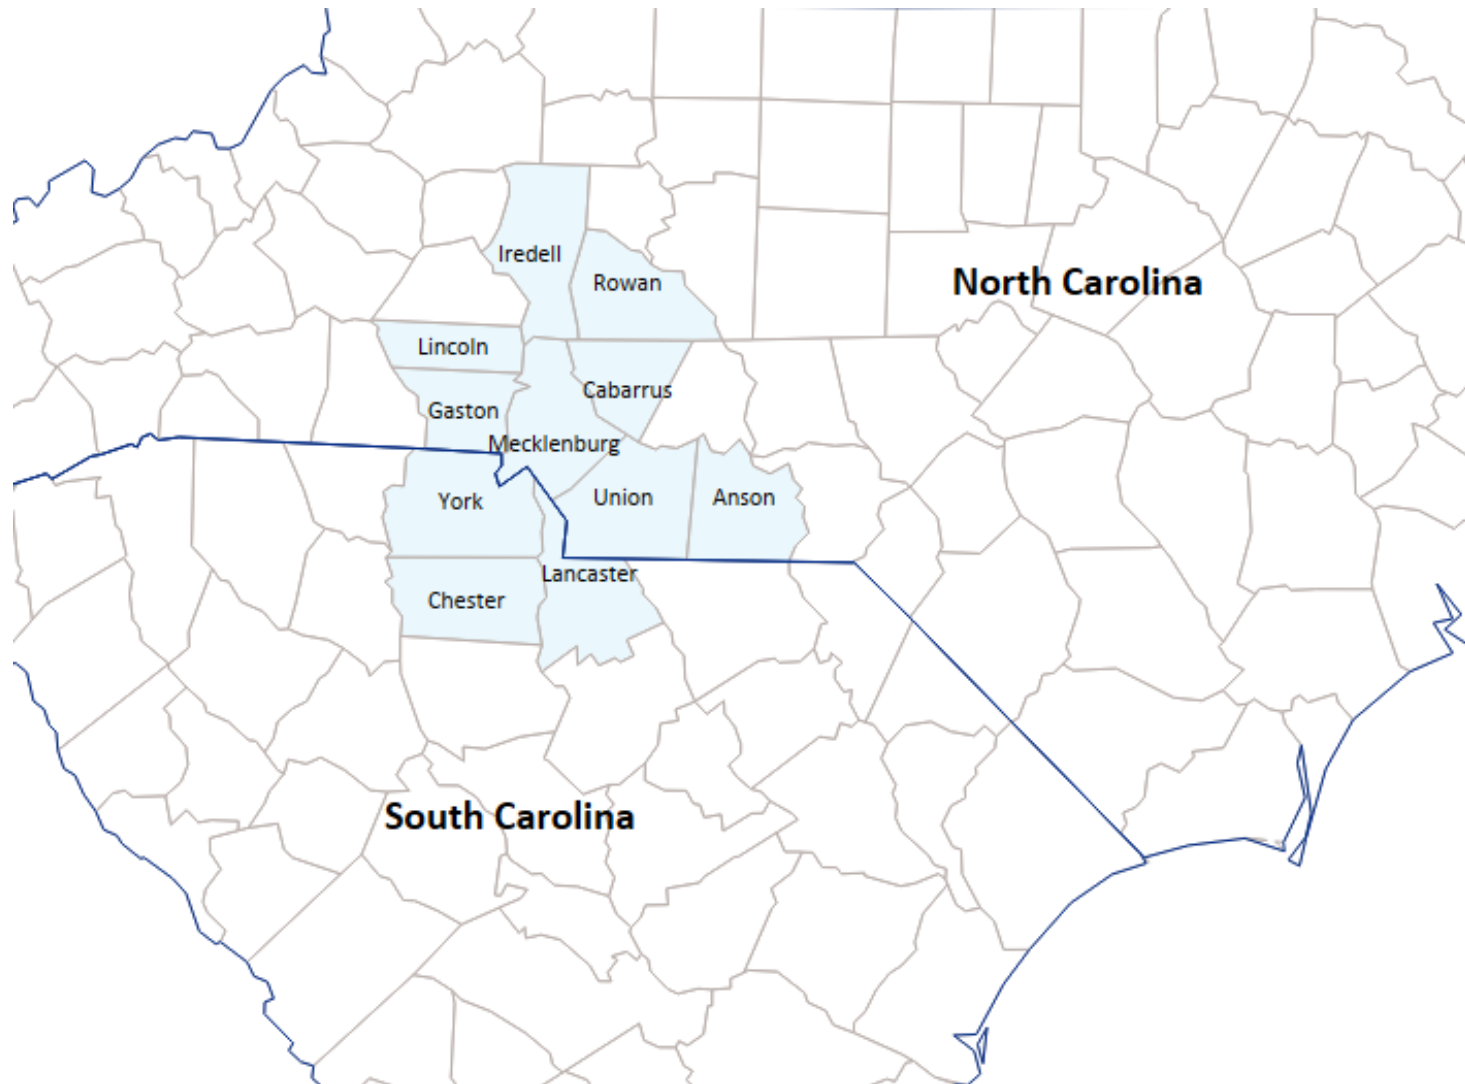 Iredell
North Carolina
Rowan
Lincoln
Cabarrus
Gaston
Mecklenburg
York
Union
Anson
Lancaster
Chester
South Carolina